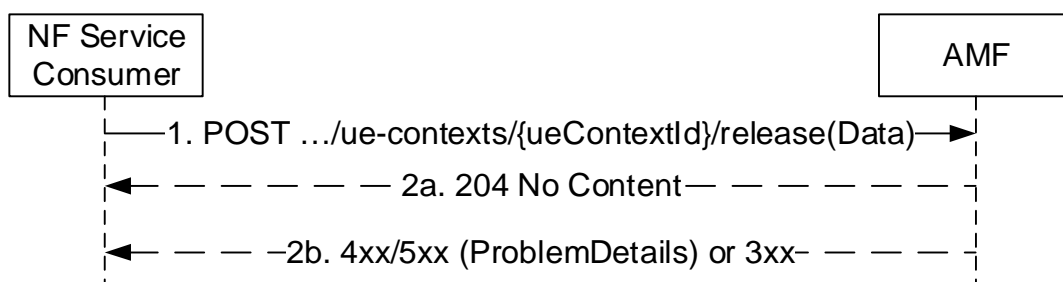 NF Service
Consumer
AMF
1. POST …/ue-contexts/{ueContextId}/release(Data)
2a. 204 No Content
2b. 4xx/5xx (ProblemDetails) or 3xx